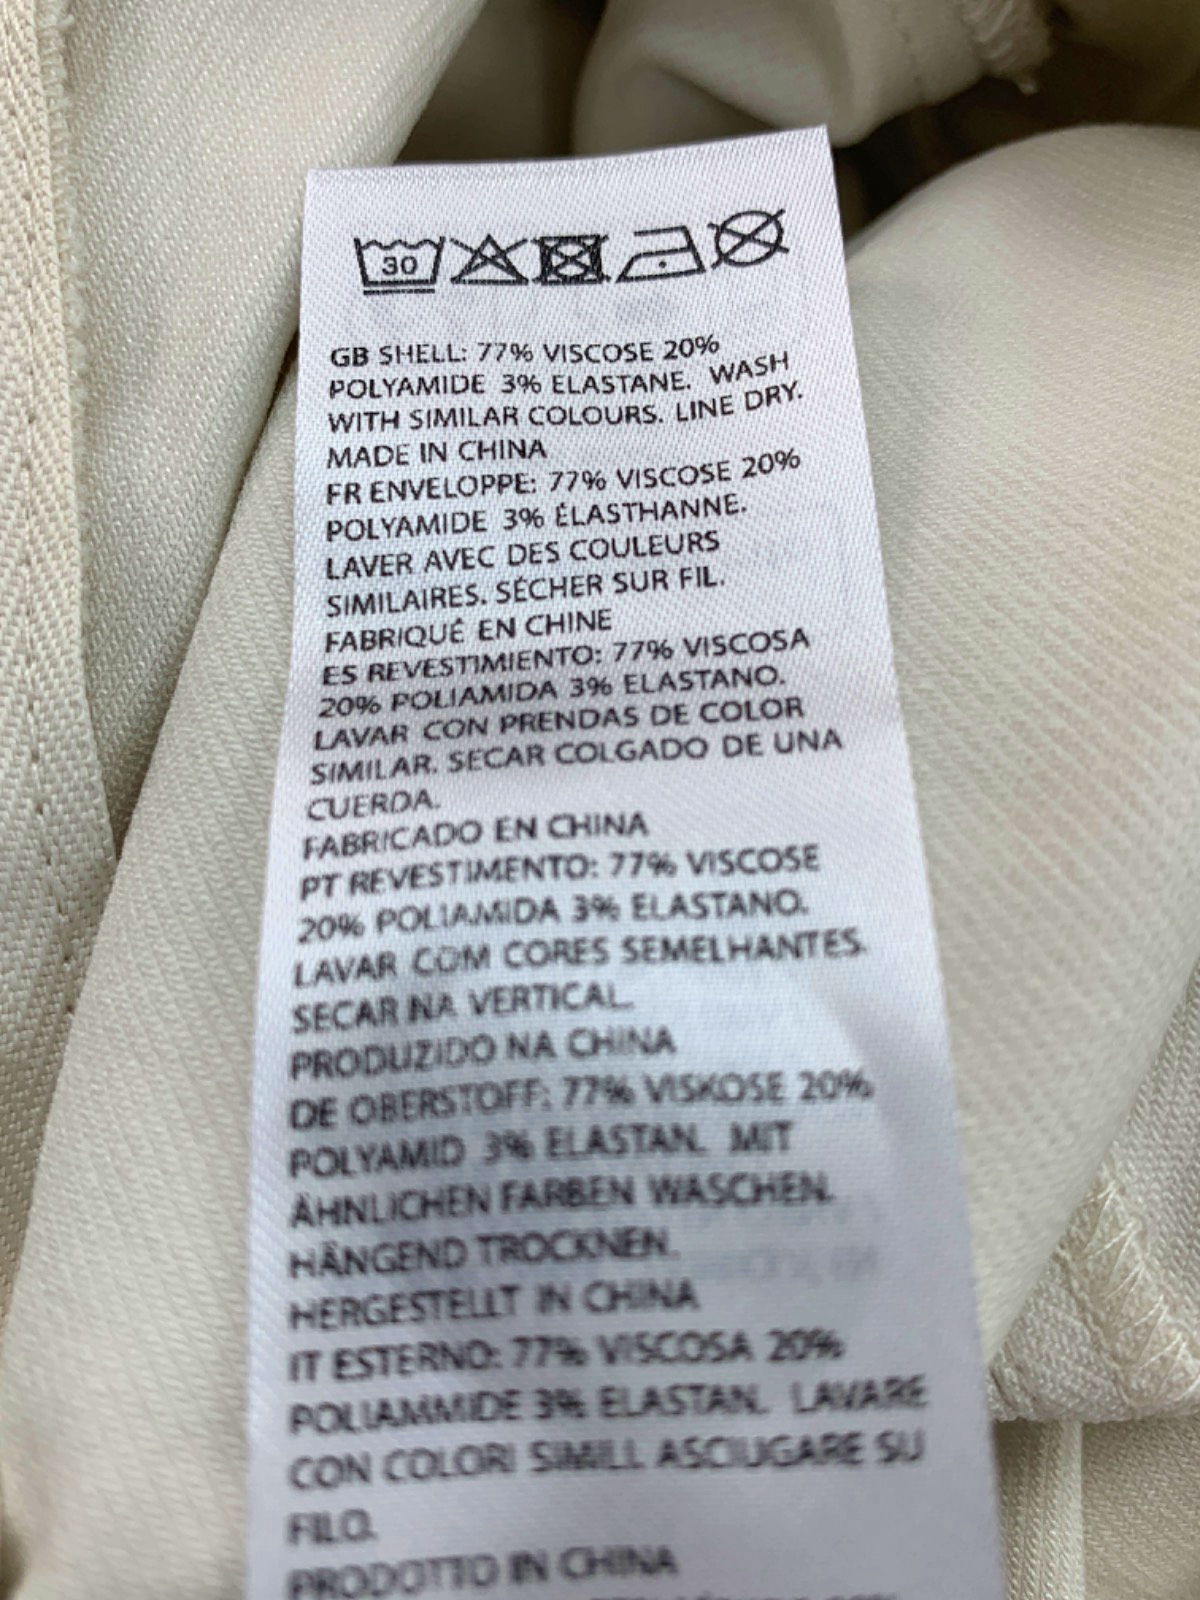 30
GB SHELL: 77% VISCOSE 20%
POLYAMIDE 3% ELASTANE. WASH
WITH SIMILAR COLOURS. LINE DRY.
MADE IN CHINA
FR ENVELOPPE: 77% VISCOSE 20%
POLYAMIDE 3% ÉLASTHANNE.
LAVER AVEC DES COULEURS
SIMILAIRES. SÉCHER SUR FIL.
FABRIQUÉ EN CHINE
ES REVESTIMIENTO: 77% VISCOSA
20% POLIAMIDA 3% ELASTANO.
LAVAR CON PRENDAS DE COLOR
SIMILAR. SECAR COLGADO DE UNA
CUERDA.
FABRICADO EN CHINA
PT REVESTIMENTO: 77% VISCOSE
20% POLIAMIDA 3% ELASTANO.
LAVAR COM CORES SEMELHANTES.
SECAR NA VERTICAL.
PRODUZIDO NA CHINA
DE OBERSTOFF: 77% VISKOSE 20%
POLYAMID 3% ELASTAN. MIT
ÄHNLICHEN FARBEN WASCHEN.
HÄNGEND TROCKNEN.
HERGESTELLT IN CHINA
IT ESTERNO: 77% VISCOSA 20%
POLIAMMIDE 3% ELASTAN. LAVARE
CON COLORI SIMILI. ASCIUGARE SU
FILO.
PRODOTTO IN CHINA